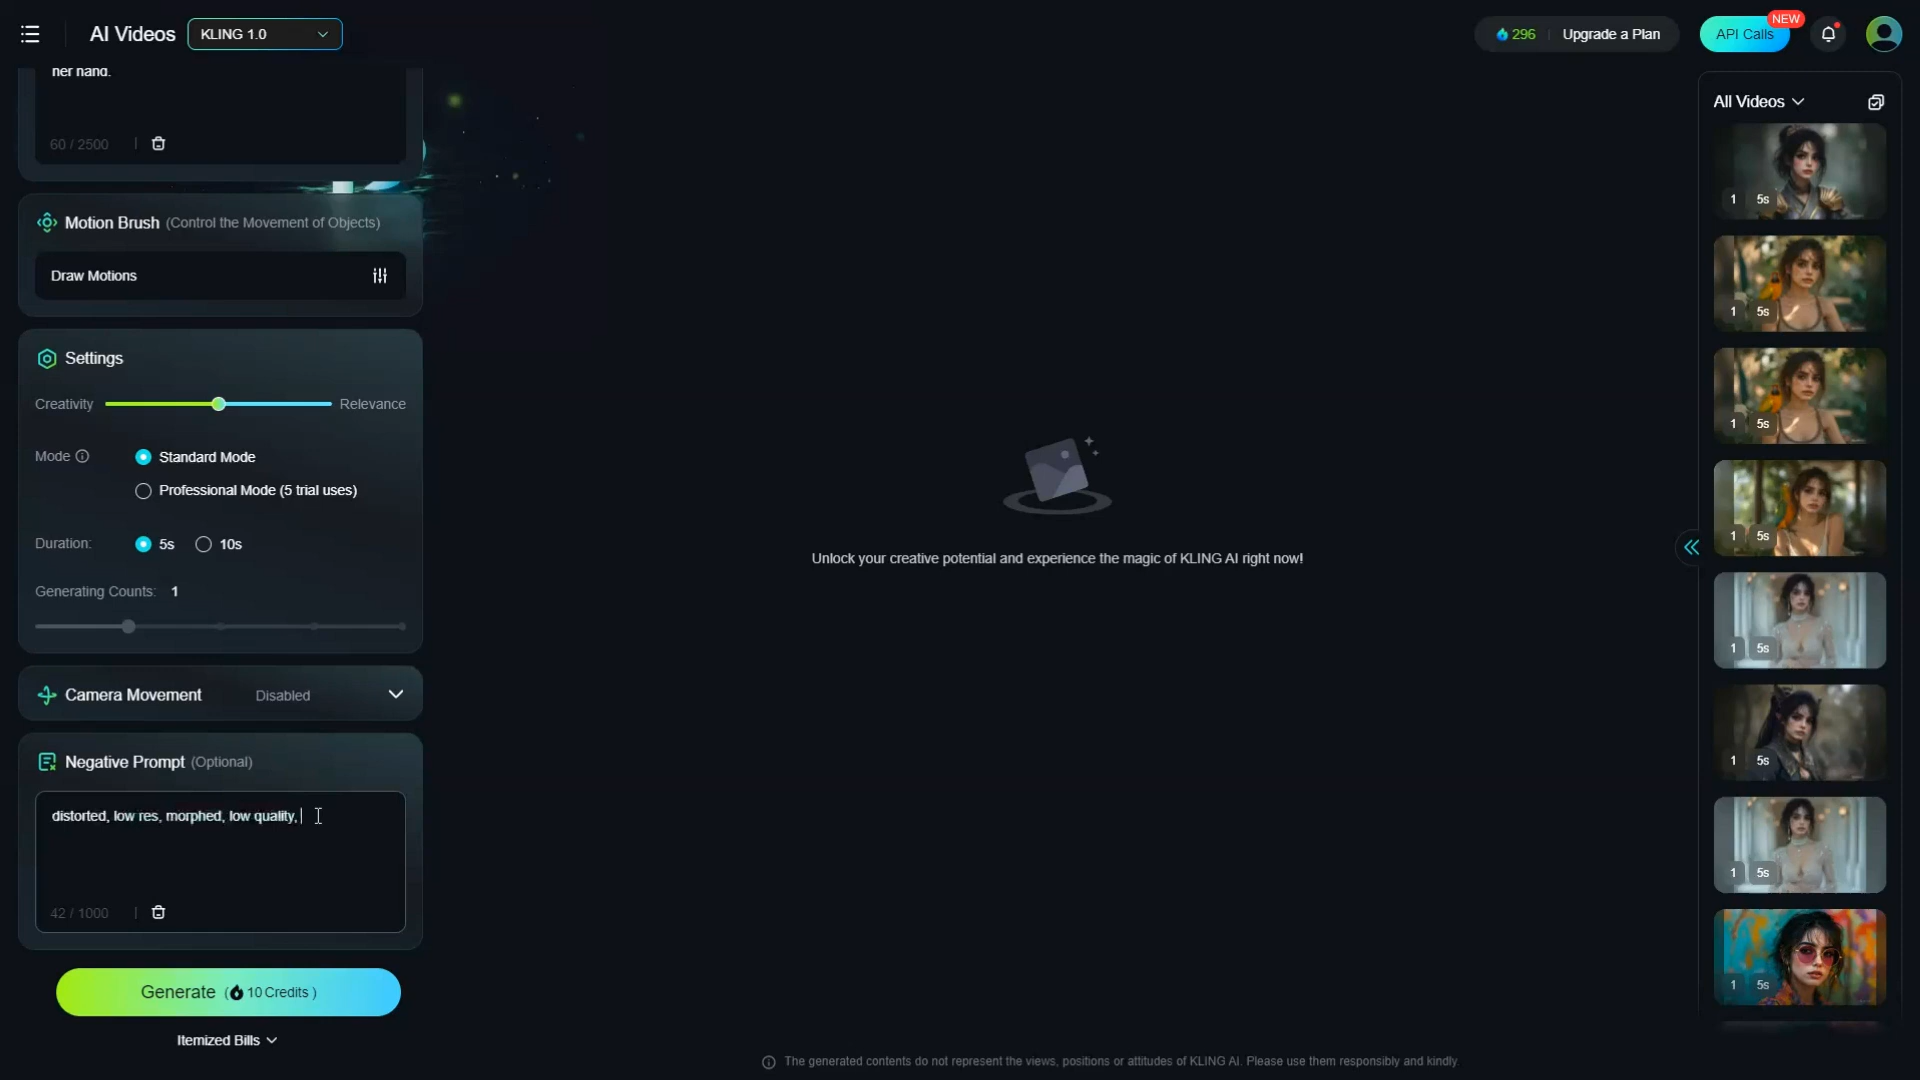 AI Videos
KLING 1.0
296
Upgrade a Plan
API Calls
NEW
her hand.
60 / 2500
Motion Brush (Control the Movement of Objects)
Draw Motions
Settings
Creativity
Relevance
Mode
Standard Mode
Professional Mode (5 trial uses)
Duration:
5s
10s
Generating Counts: 1
Camera Movement
Disabled
Negative Prompt (Optional)
distorted, low res, morphed, low quality,
42 / 1000
Generate ( 10 Credits )
Itemized Bills
Unlock your creative potential and experience the magic of KLING AI right now!
The generated contents do not represent the views, positions or attitudes of KLING AI. Please use them responsibly and kindly.
All Videos
1 5s
1 5s
1 5s
1 5s
1 5s
1 5s
1 5s
1 5s